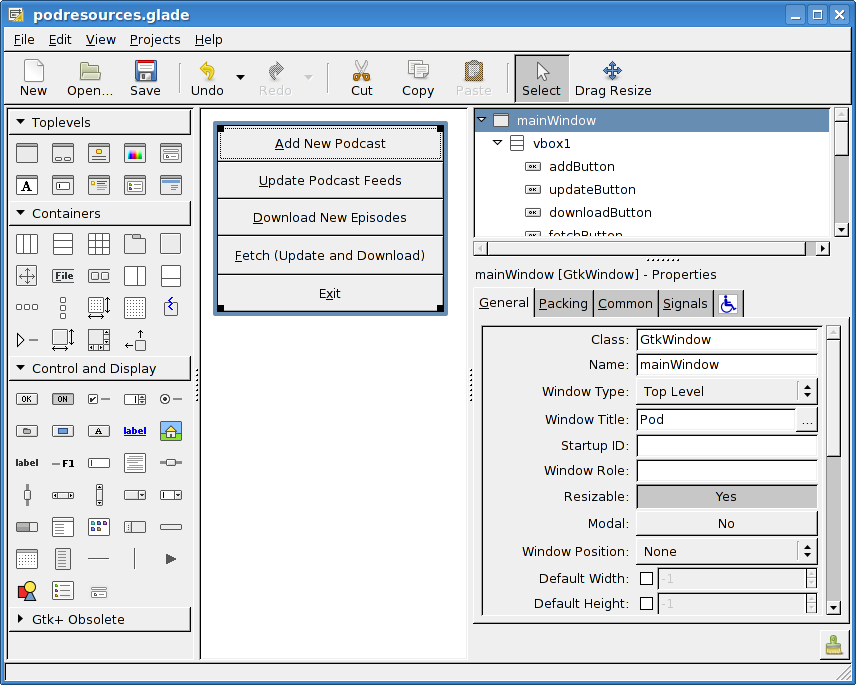 podresources.glade
File Edit View Projects Help
New Open... Save Undo Redo Cut Copy Paste Select Drag Resize
Toplevels
A
Containers
File
Control and Display
OK ON
A label
label F1
Gtk+ Obsolete
Add New Podcast
Update Podcast Feeds
Download New Episodes
Fetch (Update and Download)
Exit
mainWindow
vbox1
OK addButton
OK updateButton
OK downloadButton
OK fetchButton
mainWindow [GtkWindow] - Properties
General Packing Common Signals
Class: GtkWindow
Name: mainWindow
Window Type: Top Level
Window Title: Pod ...
Startup ID:
Window Role:
Resizable: Yes
Modal: No
Window Position: None
Default Width: -1
Default Height: -1